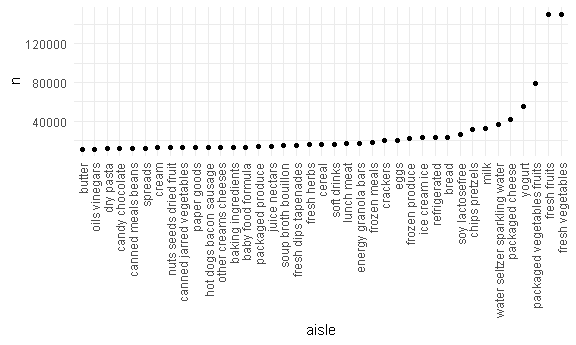 120000
80000
40000
n
butter
oils vinegars
dry pasta
candy chocolate
canned meals beans
spreads
cream
nuts seeds dried fruit
canned jarred vegetables
paper goods
hot dogs bacon sausage
other creams cheeses
baking ingredients
baby food formula
packaged produce
juice nectars
soup broth bouillon
fresh dips tapenades
fresh herbs
cereal
soft drinks
lunch meat
energy granola bars
frozen meals
crackers
eggs
frozen produce
ice cream ice
refrigerated
bread
soy lactosefree
chips pretzels
milk
water seltzer sparkling water
packaged cheese
yogurt
packaged vegetables fruits
fresh fruits
fresh vegetables
aisle